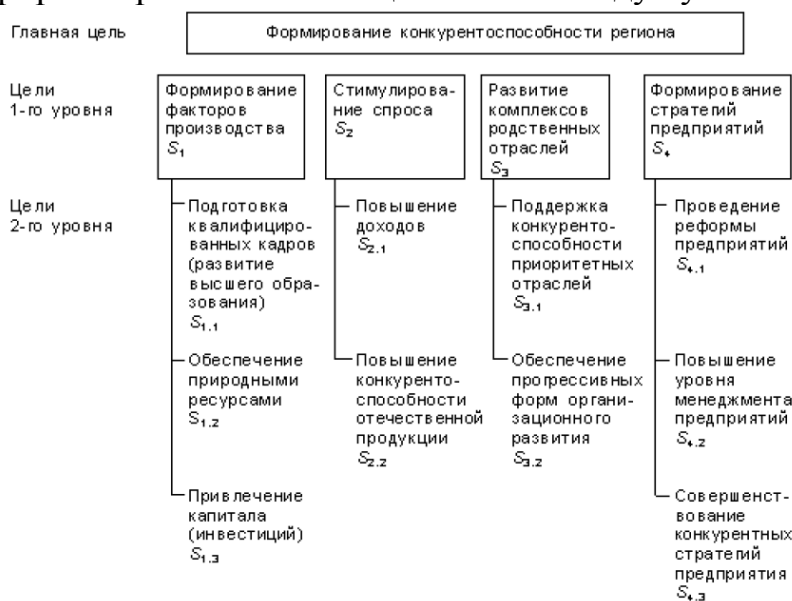 Главная цель
Формирование конкурентоспособности региона
Цели
1-го уровня
Формирование
факторов
производства
S1
Стимулирова-
ние спроса
S2
Развитие
комплексов
родственных
отраслей
S3
Формирование
стратегий
предприятий
S4
Цели
2-го уровня
Подготовка
квалифициро-
ванных кадров
(развитие
высшего обра-
зования)
S1.1
Обеспечение
природными
ресурсами
S1.2
Привлечение
капитала
(инвестиций)
S1.3
Повышение
доходов
S2.1
Повышение
конкуренто-
способности
отечественной
продукции
S2.2
Поддержка
конкуренто-
способности
приоритетных
отраслей
S3.1
Обеспечение
прогрессивных
форм органи-
зационного
развития
S3.2
Проведение
реформы
предприятий
S4.1
Повышение
уровня
менеджмента
предприятий
S4.2
Совершенст-
вование
конкурентных
стратегий
предприятия
S4.3